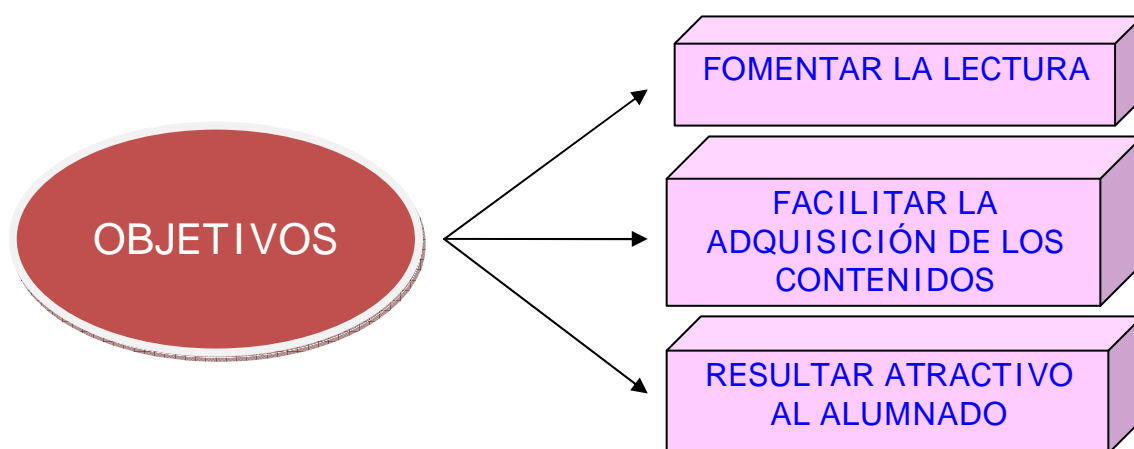 OBJETIVOS
FOMENTAR LA LECTURA
FACILITAR LA
ADQUISICIÓN DE LOS
CONTENIDOS
RESULTAR ATRACTIVO
AL ALUMNADO